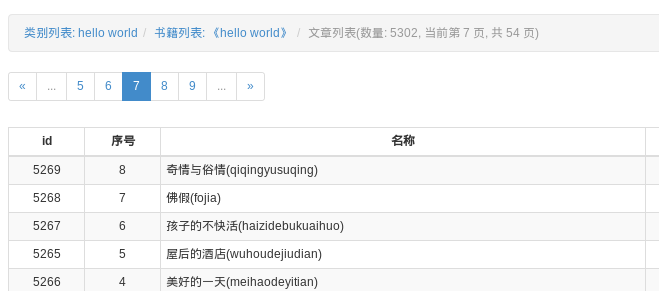 类别列表: hello world / 书籍列表: 《hello world》 / 文章列表(数量: 5302, 当前第 7 页, 共 54 页)
« ... 5 6 7 8 9 ... »
id 序号 名称
5269 8 奇情与俗情(qiqingyusuqing)
5268 7 佛假(fojia)
5267 6 孩子的不快活(haizidebukuaihuo)
5265 5 屋后的酒店(wuhoudejiudian)
5266 4 美好的一天(meihaodeyitian)